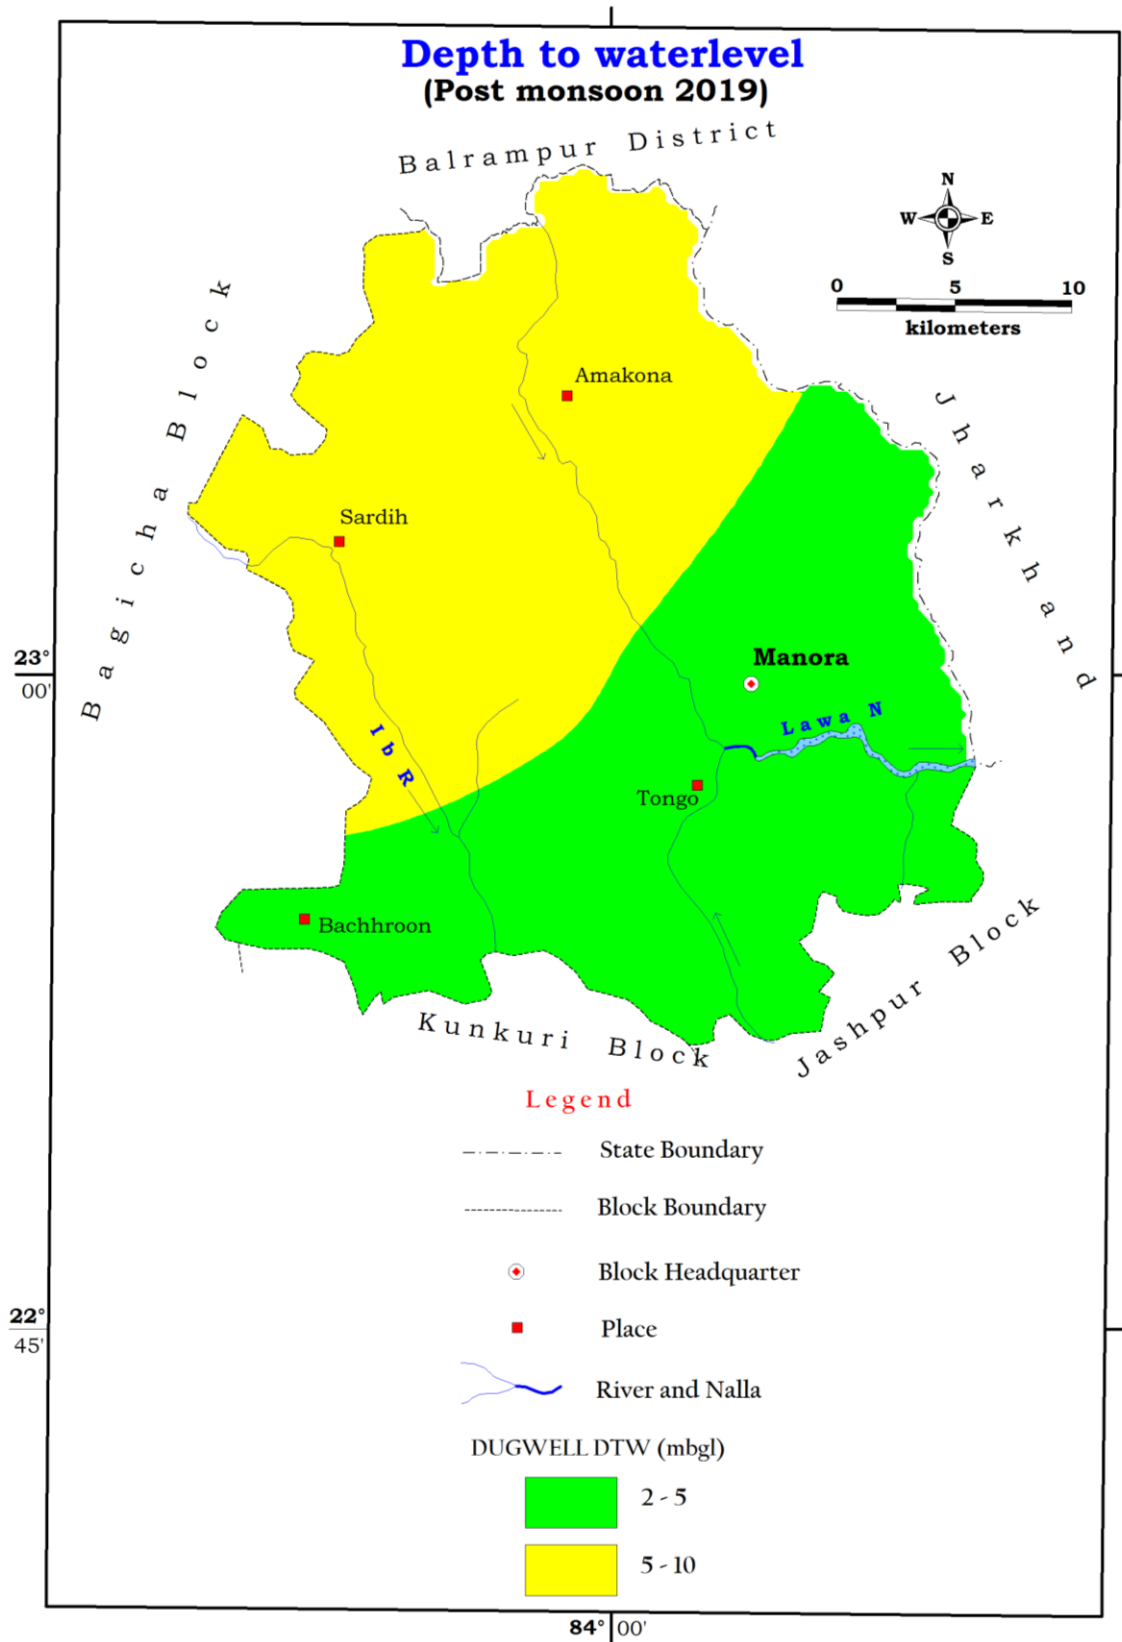 Depth to waterlevel
(Post monsoon 2019)
Balrampur District
N
W E
S
0 5 10
kilometers
Bagicha Block
Jharkhand
Amakona
Sardih
23°
00'
Manora
Lawa N
Ib R
Tongo
Bachhroon
Kunkuri Block
Jashpur Block
Legend
State Boundary
Block Boundary
Block Headquarter
Place
22°
45'
River and Nalla
DUGWELL DTW (mbgl)
2 - 5
5 - 10
84° 00'